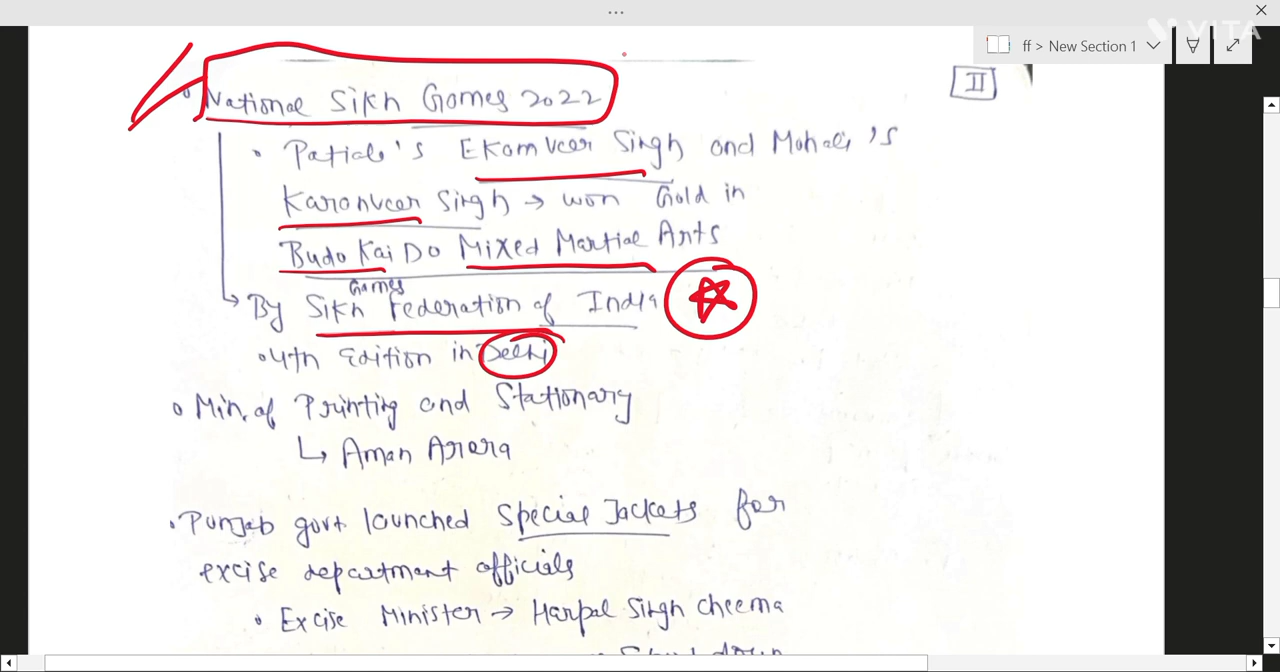 VITA
ff > New Section 1
II
National Sikh Games 2022
Patiala's Ekamveer Singh and Mohali's
Karanveer Singh → won Gold in
Budo Kai Do Mixed Martial Arts
Games
By Sikh Federation of India
4th Edition in Delhi
Min. of Printing and Stationary
Aman Arora
Punjab govt launched Special Jackets for
excise department officials
Excise Minister → Harpal Singh Cheema